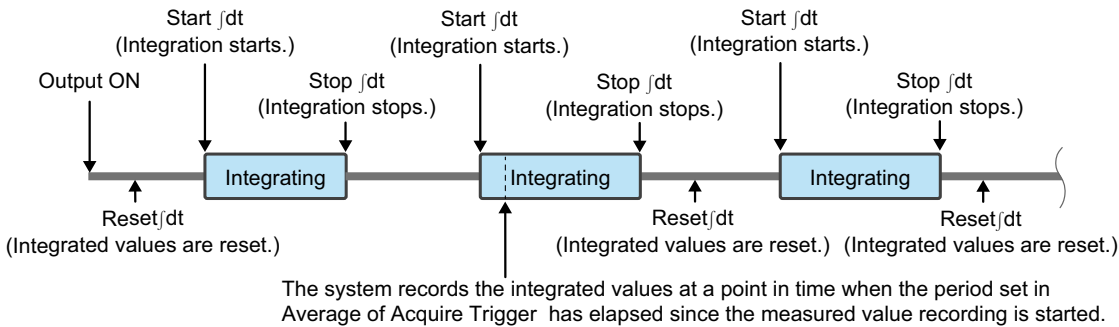 Start ∫dt
(Integration starts.)
Start ∫dt
(Integration starts.)
Start ∫dt
(Integration starts.)
Output ON
Stop ∫dt
(Integration stops.)
Stop ∫dt
(Integration stops.)
Stop ∫dt
(Integration stops.)
Integrating
Integrating
Integrating
Reset∫dt
(Integrated values are reset.)
Reset∫dt
(Integrated values are reset.)
Reset∫dt
(Integrated values are reset.)
The system records the integrated values at a point in time when the period set in
Average of Acquire Trigger has elapsed since the measured value recording is started.